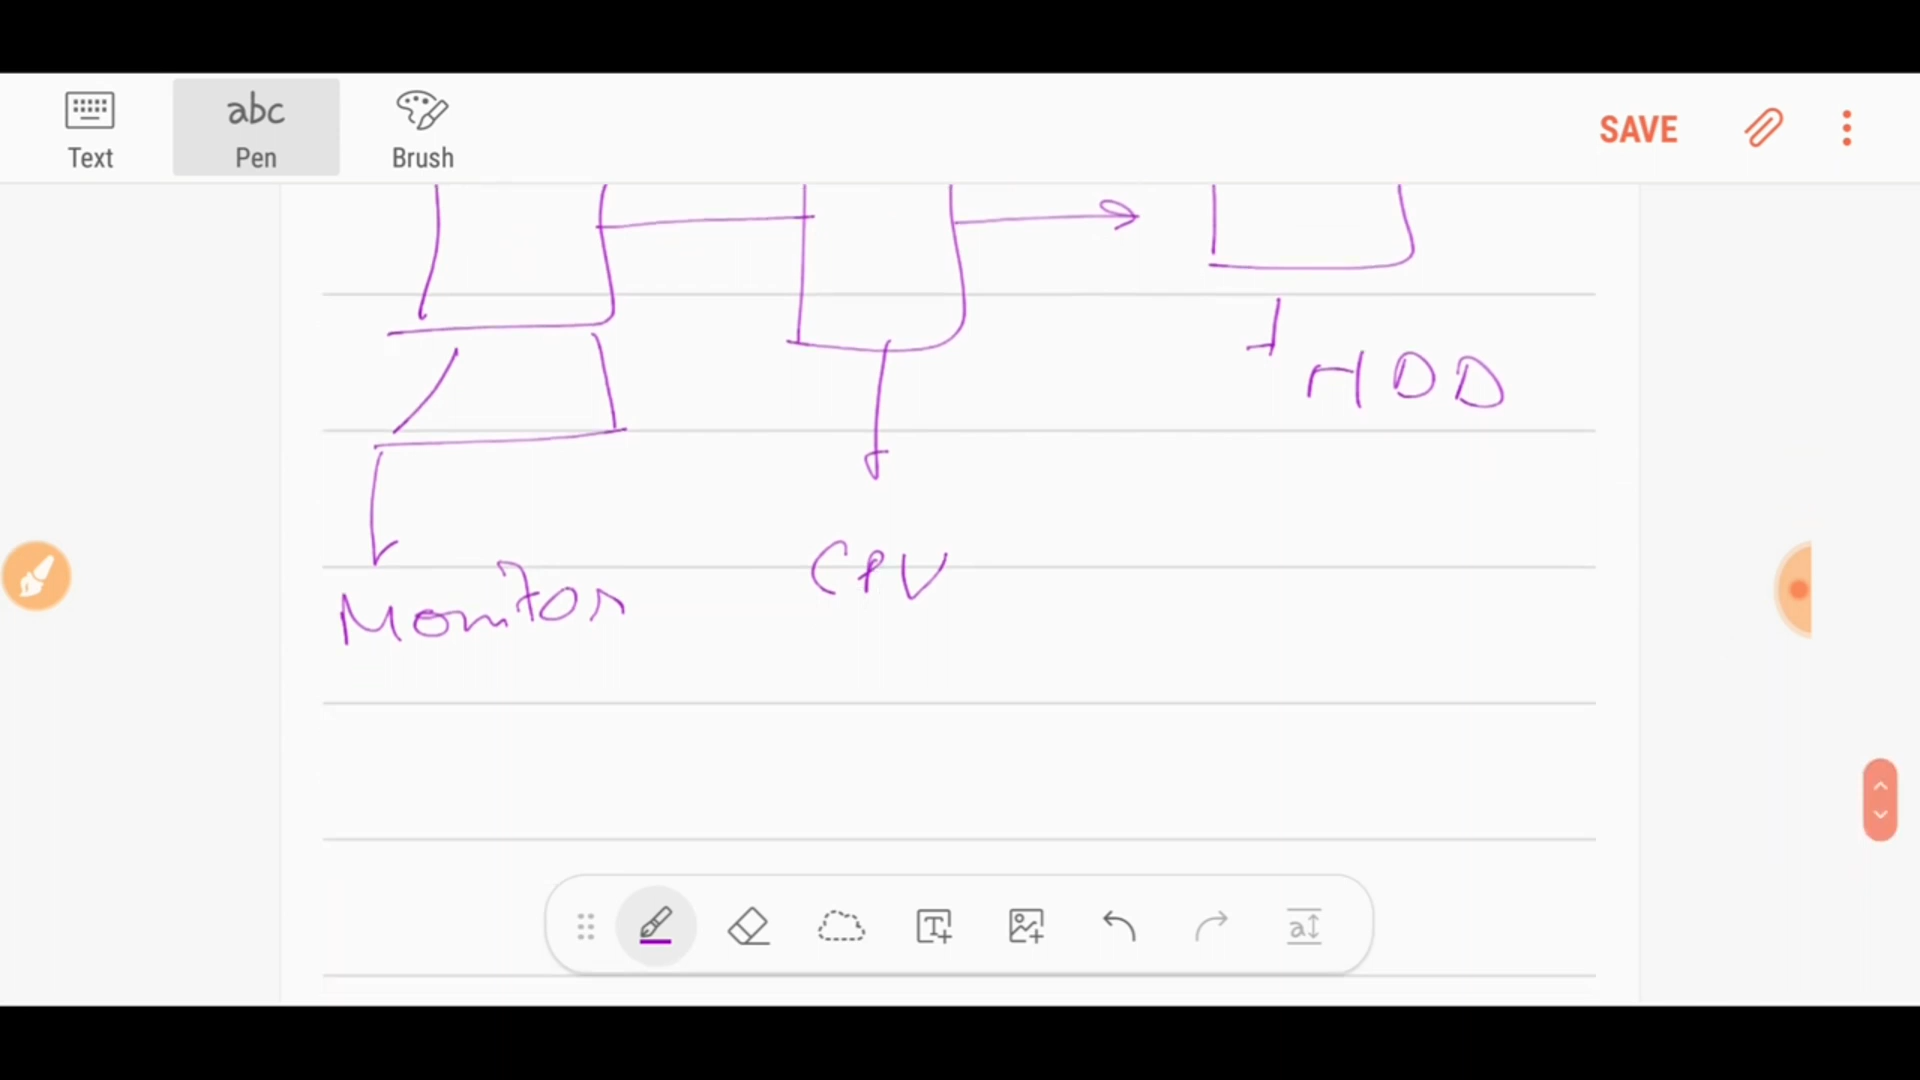 abc
Text Pen Brush SAVE
HDD
CPU
Monitor
T
a